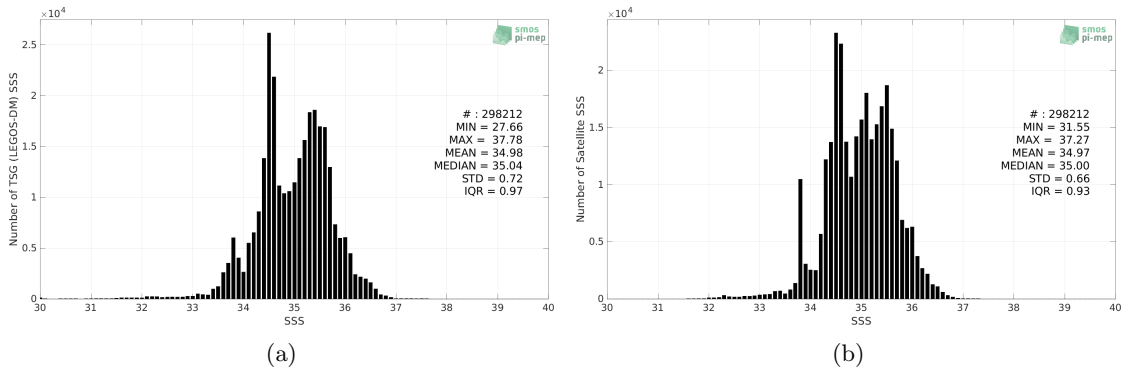 ×10⁴
smos
pi-mep
Number of TSG (LEGOS-DM) SSS
2.5
2
1.5
1
0.5
0
# : 298212
MIN = 27.66
MAX = 37.78
MEAN = 34.98
MEDIAN = 35.04
STD = 0.72
IQR = 0.97
30 31 32 33 34 35 36 37 38 39 40
SSS
(a)
×10⁴
smos
pi-mep
Number of Satellite SSS
2
1.5
1
0.5
0
# : 298212
MIN = 31.55
MAX = 37.27
MEAN = 34.97
MEDIAN = 35.00
STD = 0.66
IQR = 0.93
30 31 32 33 34 35 36 37 38 39 40
SSS
(b)